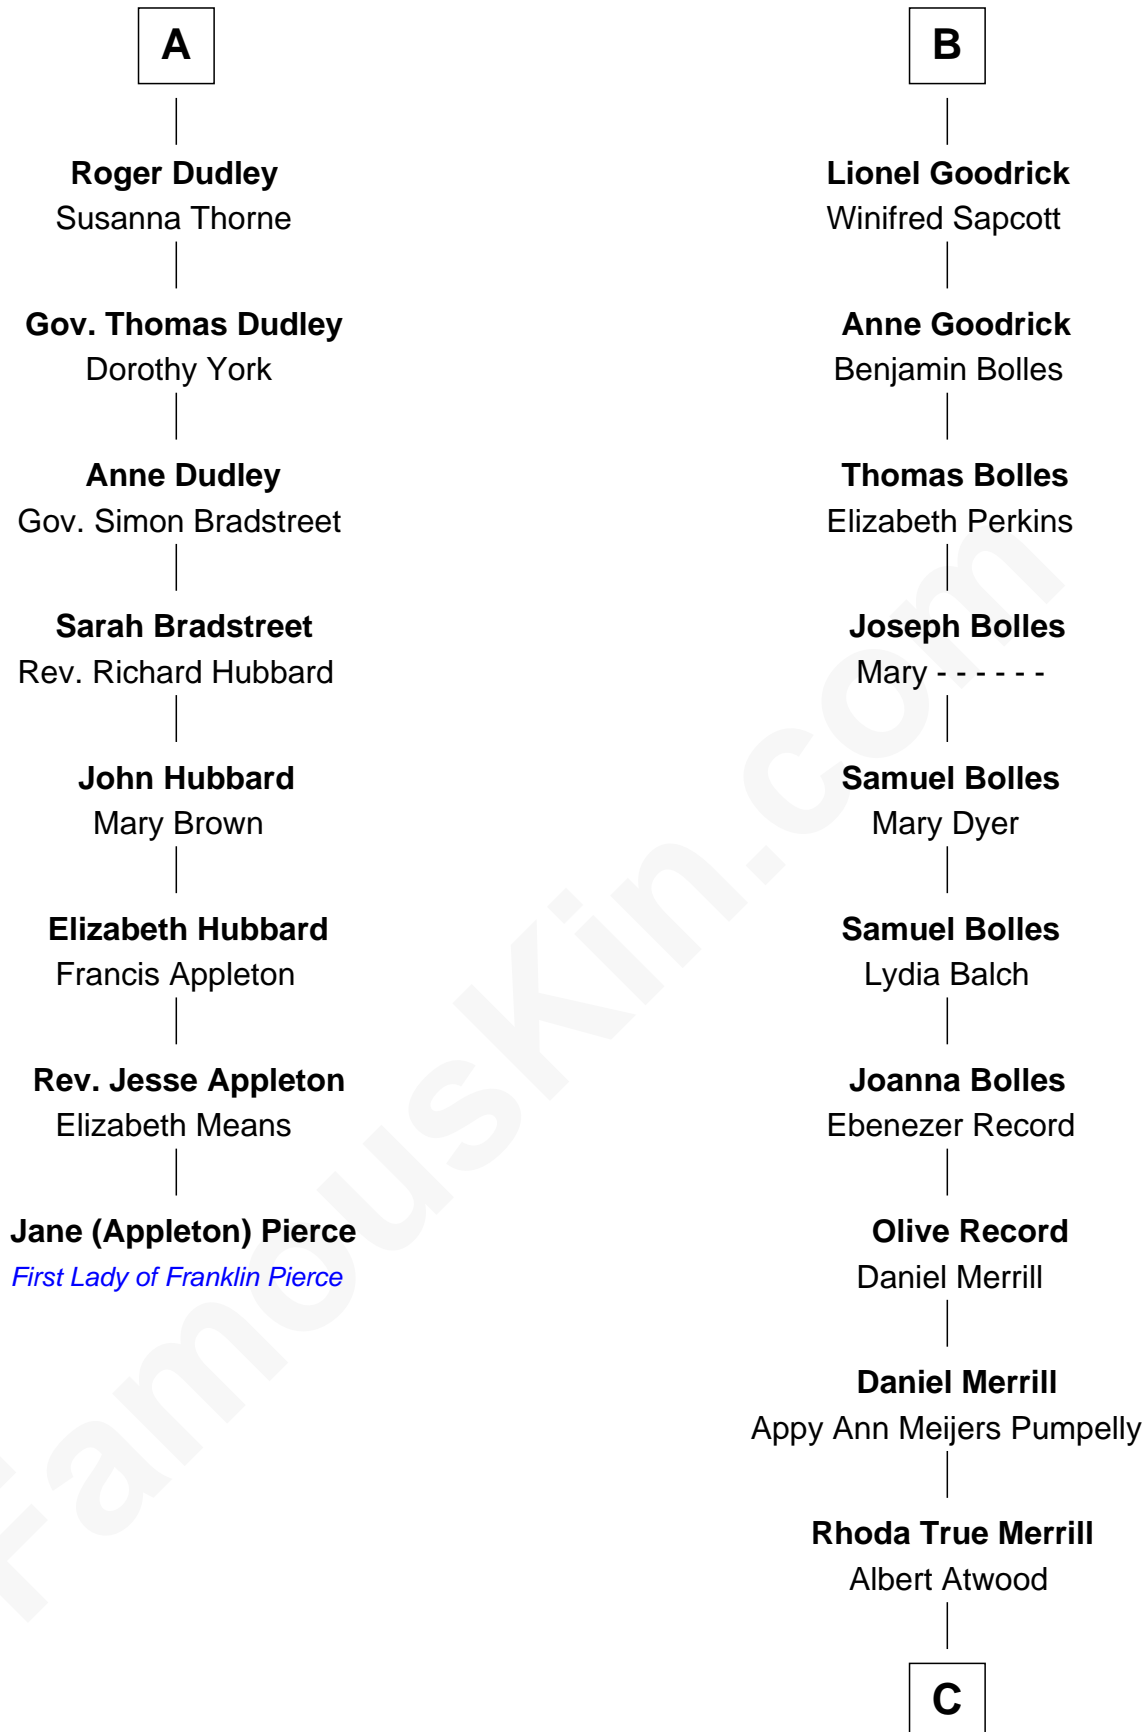 A
Roger Dudley
Susanna Thorne
Gov. Thomas Dudley
Dorothy York
Anne Dudley
Gov. Simon Bradstreet
Sarah Bradstreet
Rev. Richard Hubbard
John Hubbard
Mary Brown
Elizabeth Hubbard
Francis Appleton
Rev. Jesse Appleton
Elizabeth Means
Jane (Appleton) Pierce
First Lady of Franklin Pierce
B
Lionel Goodrick
Winifred Sapcott
Anne Goodrick
Benjamin Bolles
Thomas Bolles
Elizabeth Perkins
Joseph Bolles
Mary - - - - - -
Samuel Bolles
Mary Dyer
Samuel Bolles
Lydia Balch
Joanna Bolles
Ebenezer Record
Olive Record
Daniel Merrill
Daniel Merrill
Appy Ann Meijers Pumpelly
Rhoda True Merrill
Albert Atwood
C
FamousKin.com